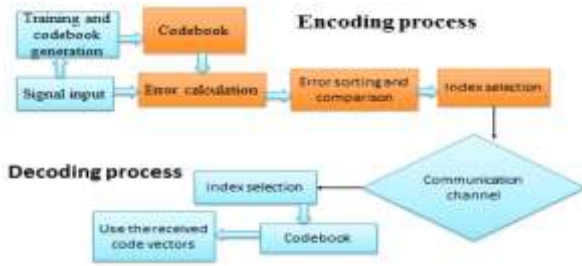 Encoding process
Training and
codebook
generation
Codebook
Signal input
Error calculation
Error sorting and
comparison
Index selection
Communication
channel
Decoding process
Index selection
Codebook
Use the received
code vectors